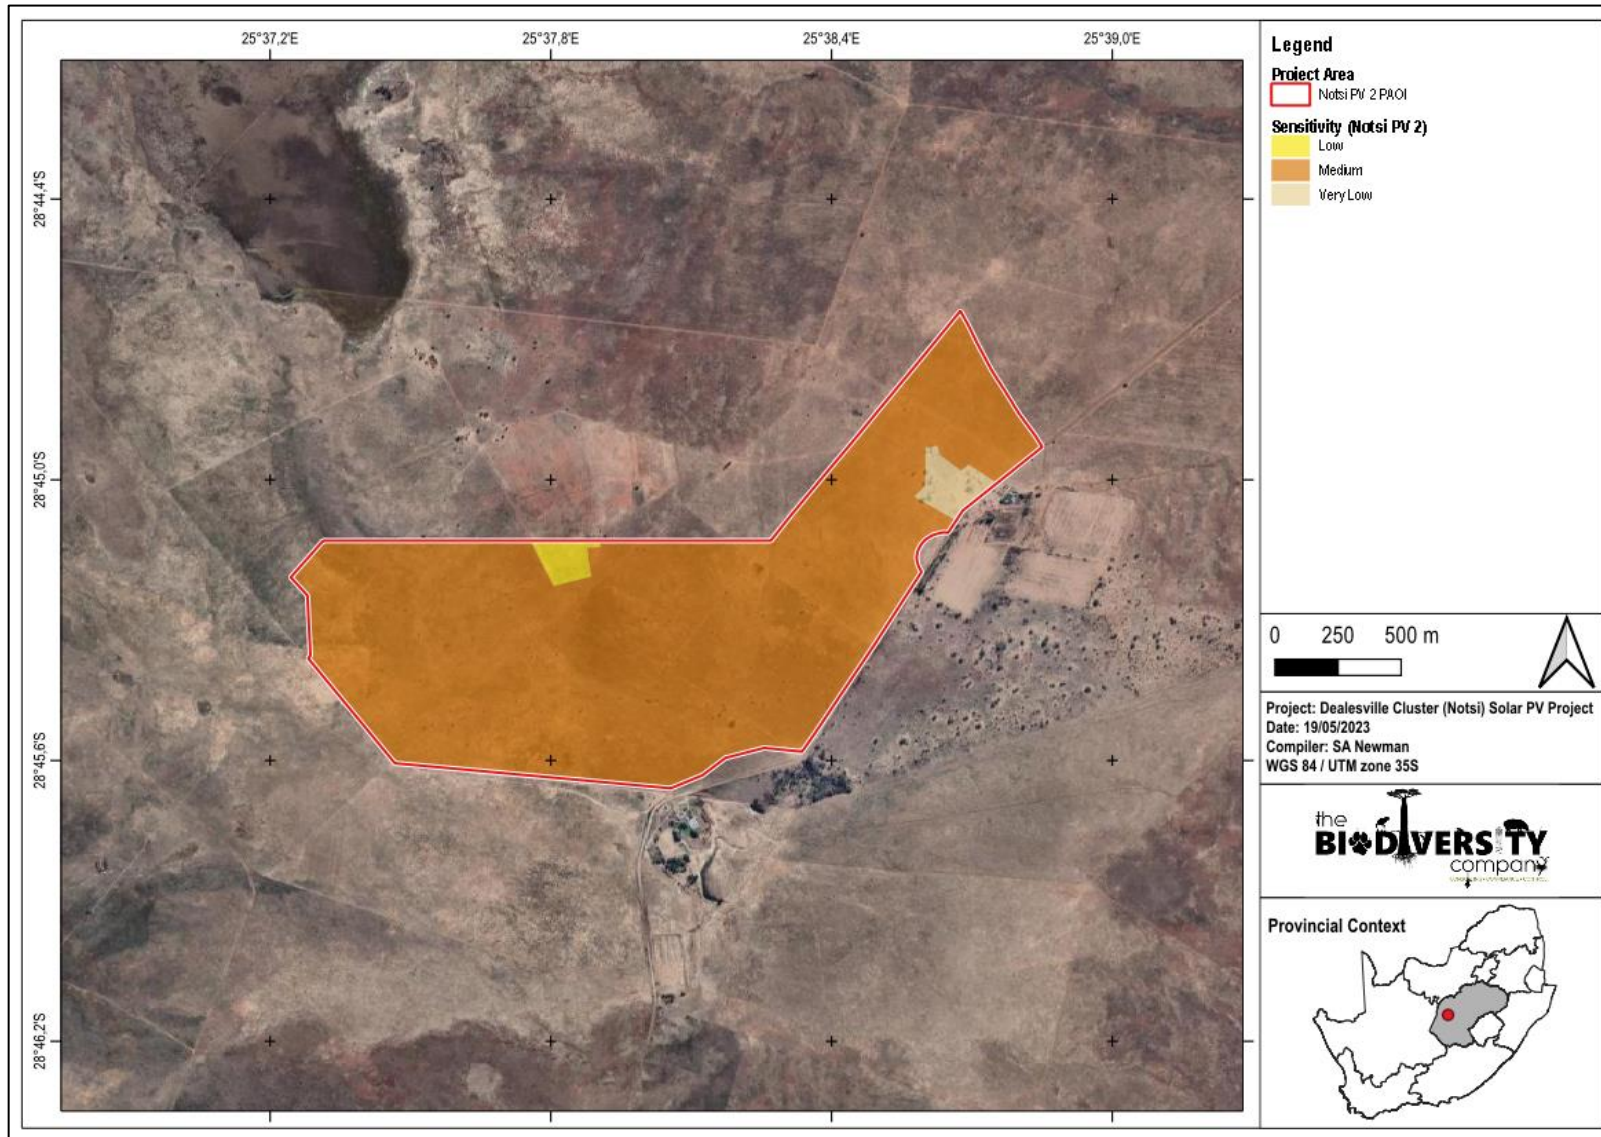 25°37,2'E 25°37,8'E 25°38,4'E 25°39,0'E
28°44,4'S
28°45,0'S
28°45,6'S
28°46,2'S
Legend
Project Area
Notsi PV 2 PAOI
Sensitivity (Notsi PV 2)
Low
Medium
Very Low
0 250 500 m
Project: Dealesville Cluster (Notsi) Solar PV Project
Date: 19/05/2023
Compiler: SA Newman
WGS 84 / UTM zone 35S
the
BIODIVERSITY
company
Provincial Context